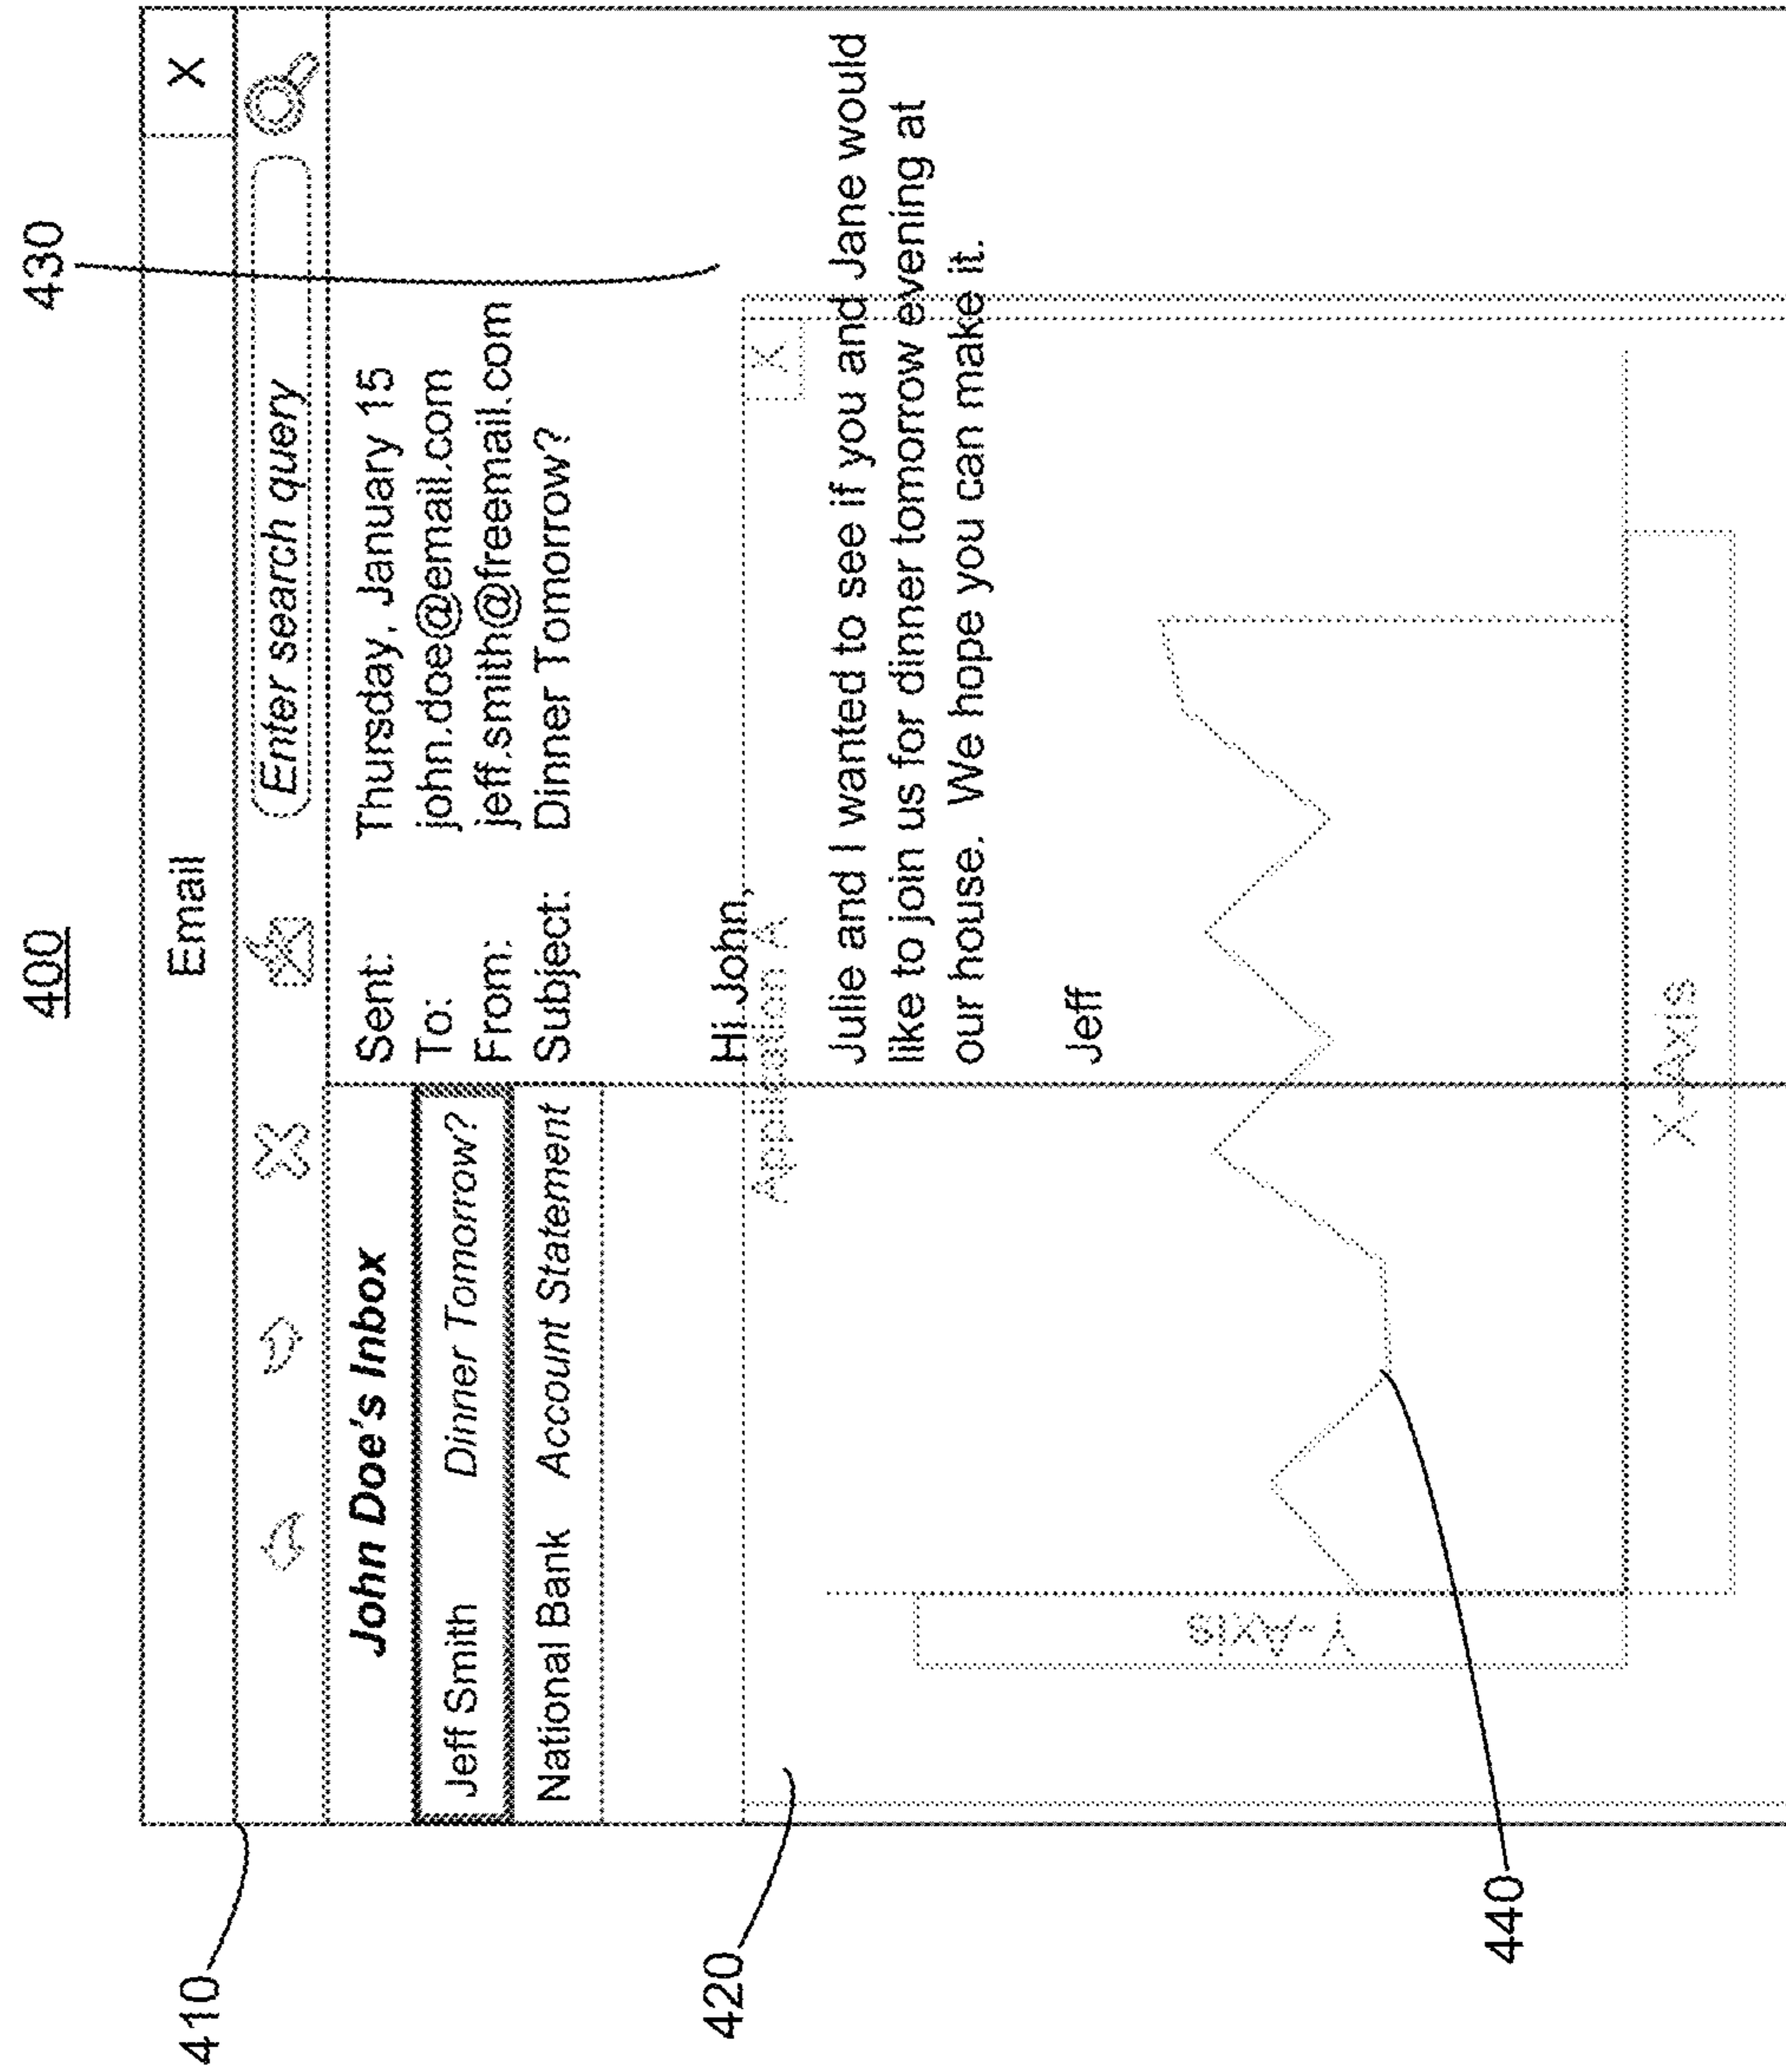 400
430
410
Email
X
Enter search query
John Doe's Inbox
Jeff Smith Dinner Tomorrow?
National Bank Account Statement
Sent: Thursday, January 15
To: john.doe@email.com
From: jeff.smith@freemail.com
Subject: Dinner Tomorrow?
Hi John,
420
Application A
X
Julie and I wanted to see if you and Jane would
like to join us for dinner tomorrow evening at
our house. We hope you can make it.
Jeff
Y-Axis
440
X-Axis